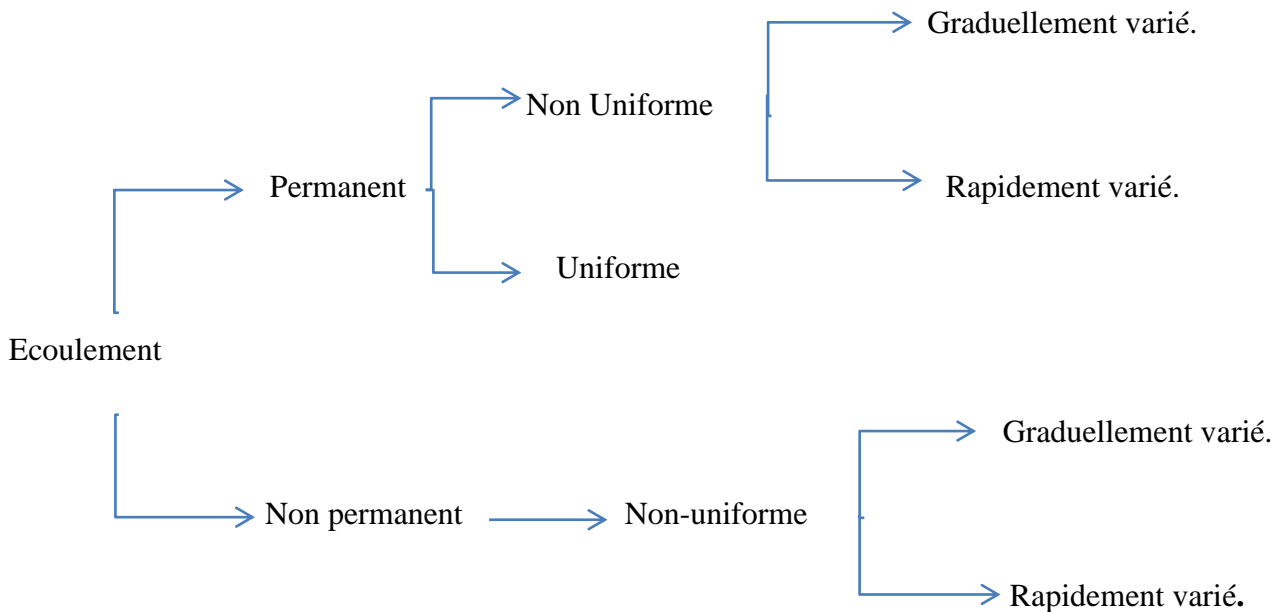 Graduellement varié.
Non Uniforme
Permanent
Rapidement varié.
Uniforme
Ecoulement
Graduellement varié.
Non permanent
Non-uniforme
Rapidement varié.